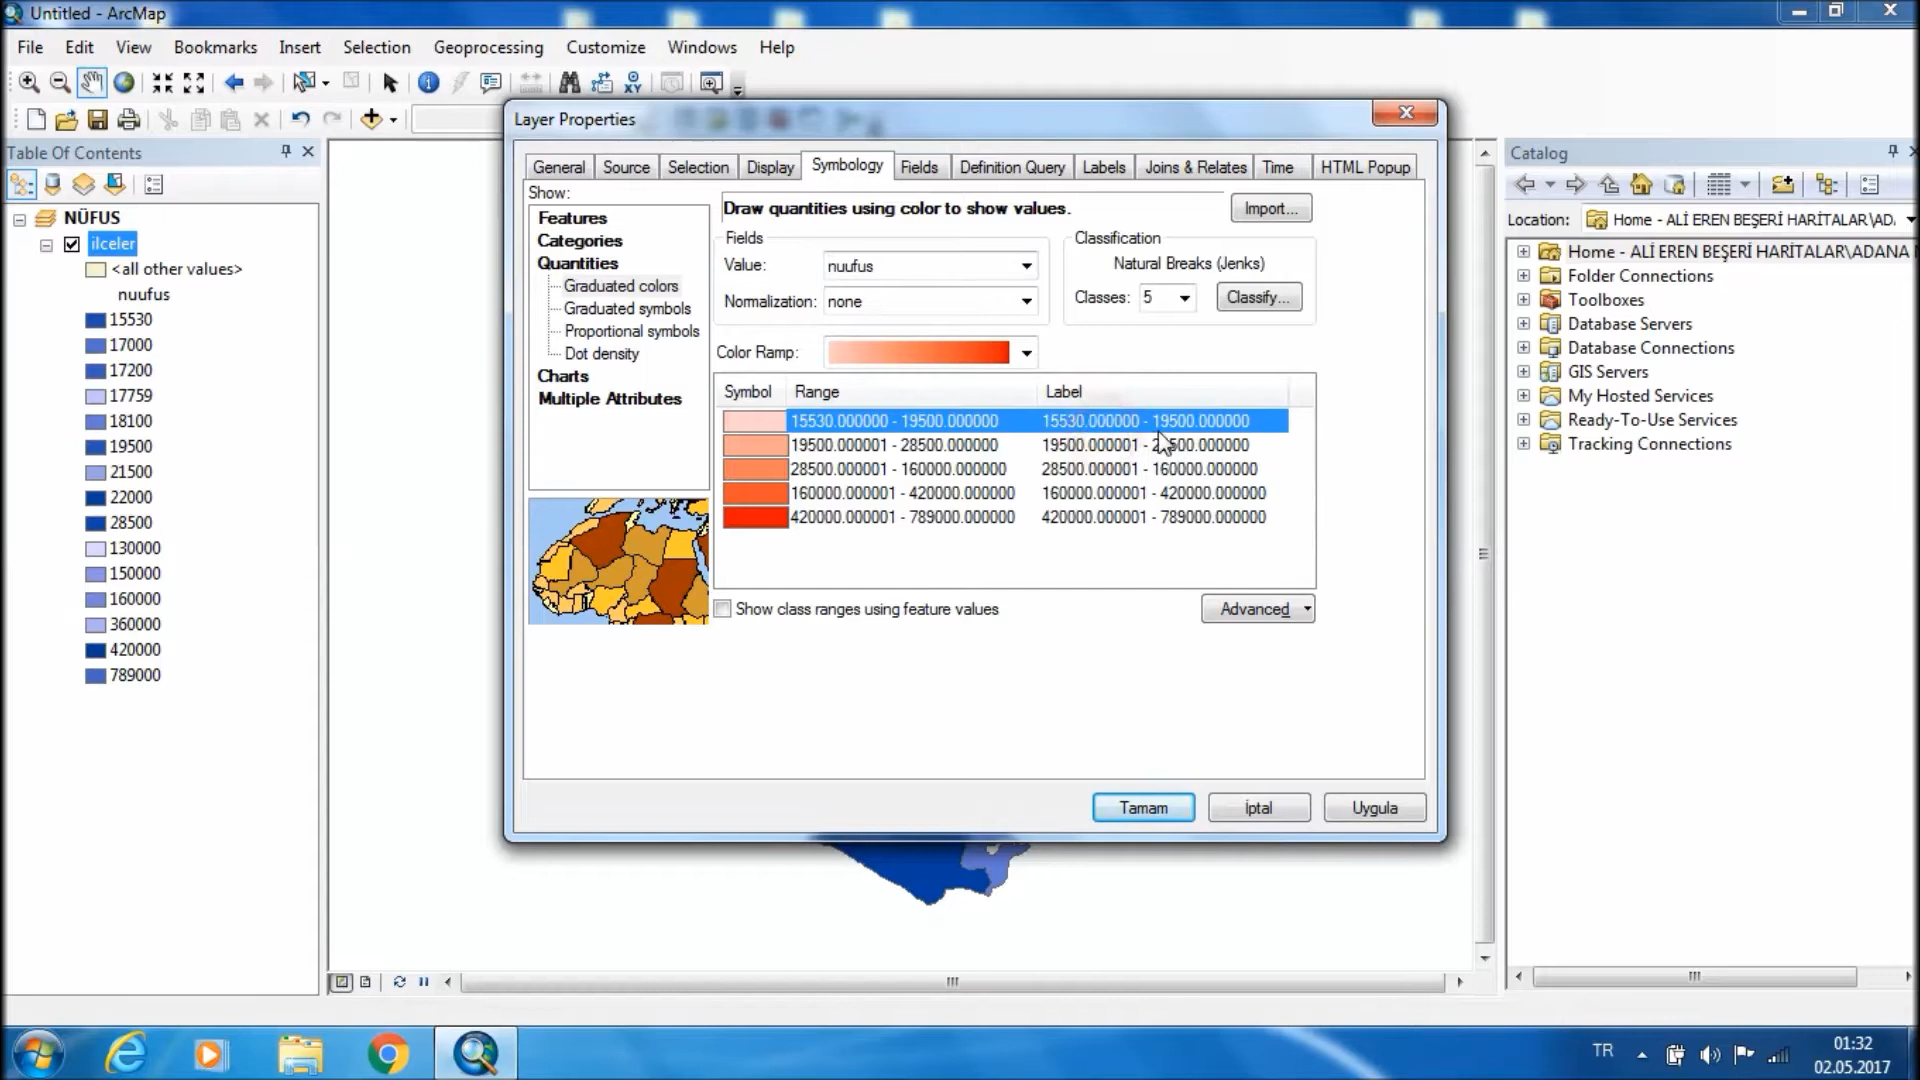 Untitled - ArcMap
File Edit View Bookmarks Insert Selection Geoprocessing Customize Windows Help
Table Of Contents
NÜFUS
ilceler
<all other values>
nuufus
15530
17000
17200
17759
18100
19500
21500
22000
28500
130000
150000
160000
360000
420000
789000
Layer Properties
General Source Selection Display Symbology Fields Definition Query Labels Joins & Relates Time HTML Popup
Show:
Features
Categories
Quantities
Graduated colors
Graduated symbols
Proportional symbols
Dot density
Charts
Multiple Attributes
Draw quantities using color to show values.
Import...
Fields
Value: nuufus
Normalization: none
Classification
Natural Breaks (Jenks)
Classes: 5 Classify...
Color Ramp:
Symbol Range Label
15530.000000 - 19500.000000 15530.000000 - 19500.000000
19500.000001 - 28500.000000 19500.000001 - 500.000000
28500.000001 - 160000.000000 28500.000001 - 160000.000000
160000.000001 - 420000.000000 160000.000001 - 420000.000000
420000.000001 - 789000.000000 420000.000001 - 789000.000000
Show class ranges using feature values
Advanced
Tamam İptal Uygula
Catalog
Location: Home - ALİ EREN BEŞERİ HARİTALAR\ADA
Home - ALİ EREN BEŞERİ HARİTALAR\ADANA
Folder Connections
Toolboxes
Database Servers
Database Connections
GIS Servers
My Hosted Services
Ready-To-Use Services
Tracking Connections
TR
01:32
02.05.2017